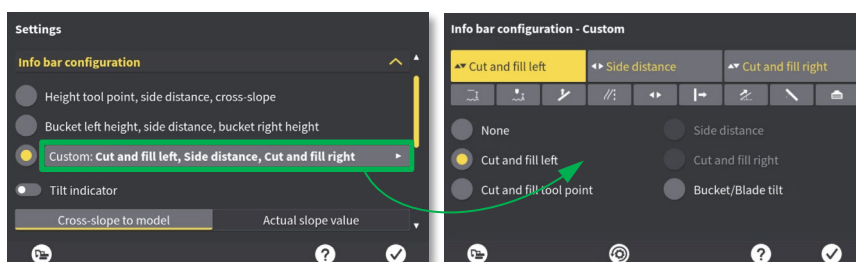 Settings
Info bar configuration
Height tool point, side distance, cross-slope
Bucket left height, side distance, bucket right height
Custom: Cut and fill left, Side distance, Cut and fill right
Tilt indicator
Cross-slope to model
Actual slope value
?
Info bar configuration - Custom
Cut and fill left
Side distance
Cut and fill right
None
Side distance
Cut and fill left
Cut and fill right
Cut and fill tool point
Bucket/Blade tilt
?